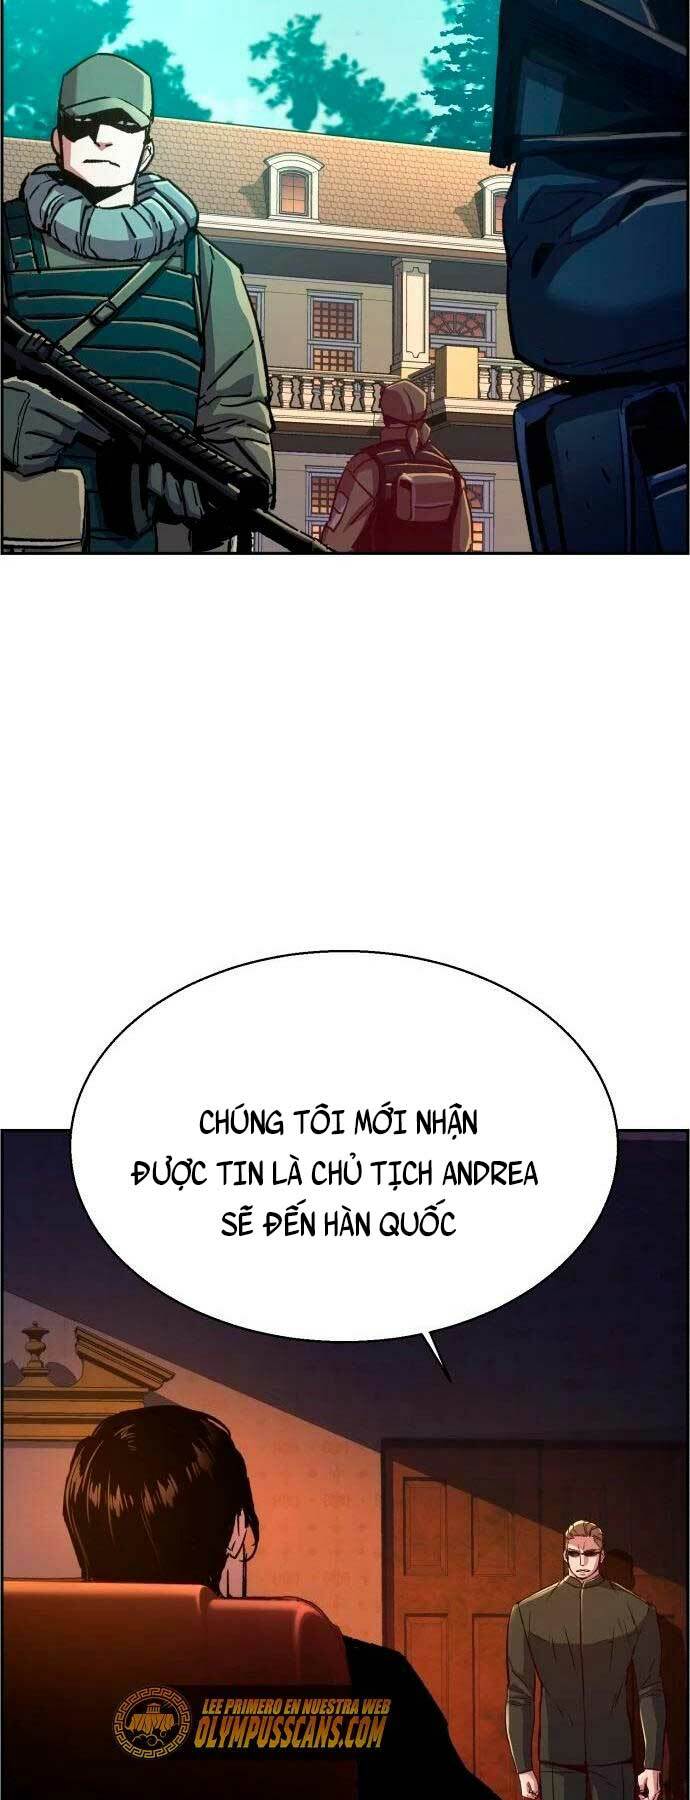 CHÚNG TÔI MỚI NHẬN
ĐƯỢC TIN LÀ CHỦ TỊCH ANDREA
SẼ ĐẾN HÀN QUỐC
LEE PRIMERO EN NUESTRA WEB
OLYMPUSSCANS.COM!